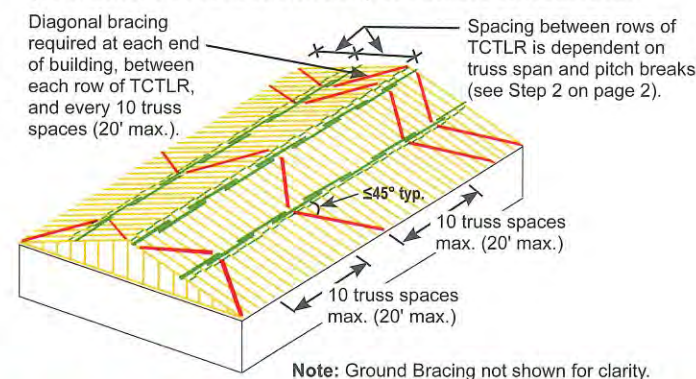 Diagonal bracing
required at each end
of building, between
each row of TCTLR,
and every 10 truss
spaces (20' max.).
Spacing between rows of
TCTLR is dependent on
truss span and pitch breaks
(see Step 2 on page 2).
≤45° typ.
10 truss spaces
max. (20' max.)
10 truss spaces
max. (20' max.)
Note: Ground Bracing not shown for clarity.